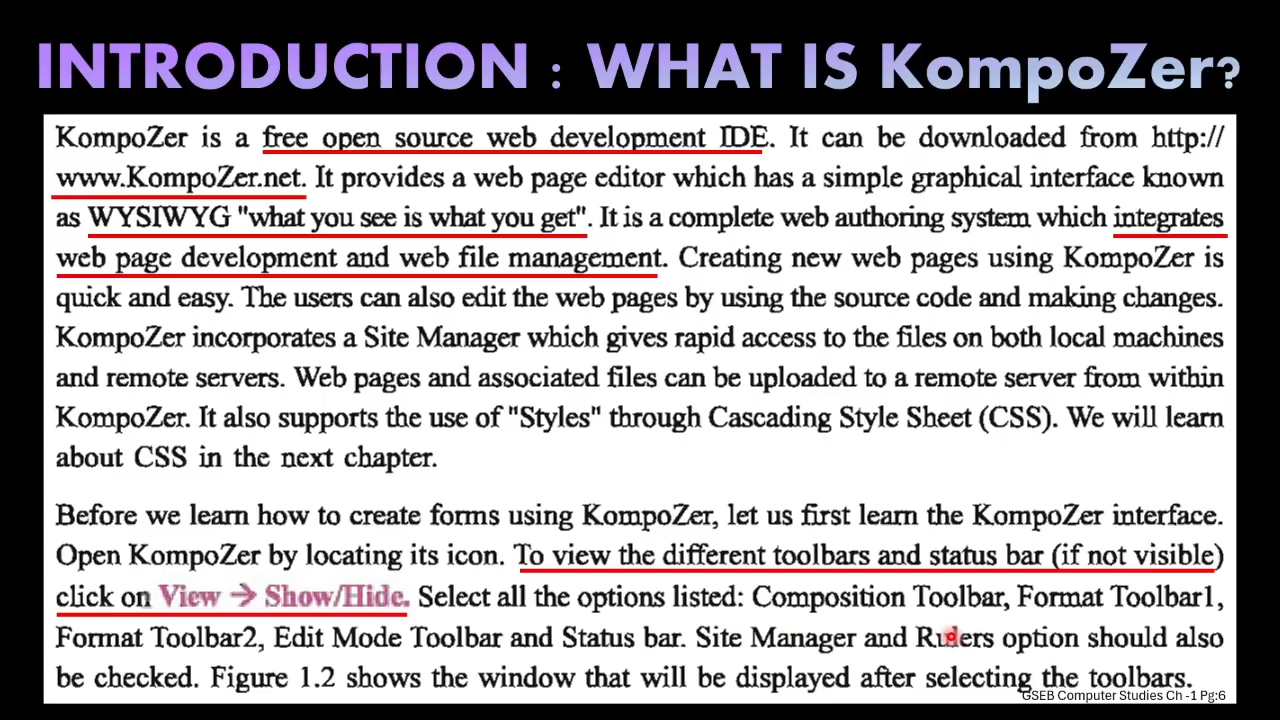 INTRODUCTION : WHAT IS KompoZer?
KompoZer is a free open source web development IDE. It can be downloaded from http://
www.KompoZer.net. It provides a web page editor which has a simple graphical interface known
as WYSIWYG "what you see is what you get". It is a complete web authoring system which integrates
web page development and web file management. Creating new web pages using KompoZer is
quick and easy. The users can also edit the web pages by using the source code and making changes.
KompoZer incorporates a Site Manager which gives rapid access to the files on both local machines
and remote servers. Web pages and associated files can be uploaded to a remote server from within
KompoZer. It also supports the use of "Styles" through Cascading Style Sheet (CSS). We will learn
about CSS in the next chapter.
Before we learn how to create forms using KompoZer, let us first learn the KompoZer interface.
Open KompoZer by locating its icon. To view the different toolbars and status bar (if not visible)
click on View → Show/Hide. Select all the options listed: Composition Toolbar, Format Toolbar1,
Format Toolbar2, Edit Mode Toolbar and Status bar. Site Manager and Rulers option should also
be checked. Figure 1.2 shows the window that will be displayed after selecting the toolbars.
GSEB Computer Studies Ch -1 Pg:6